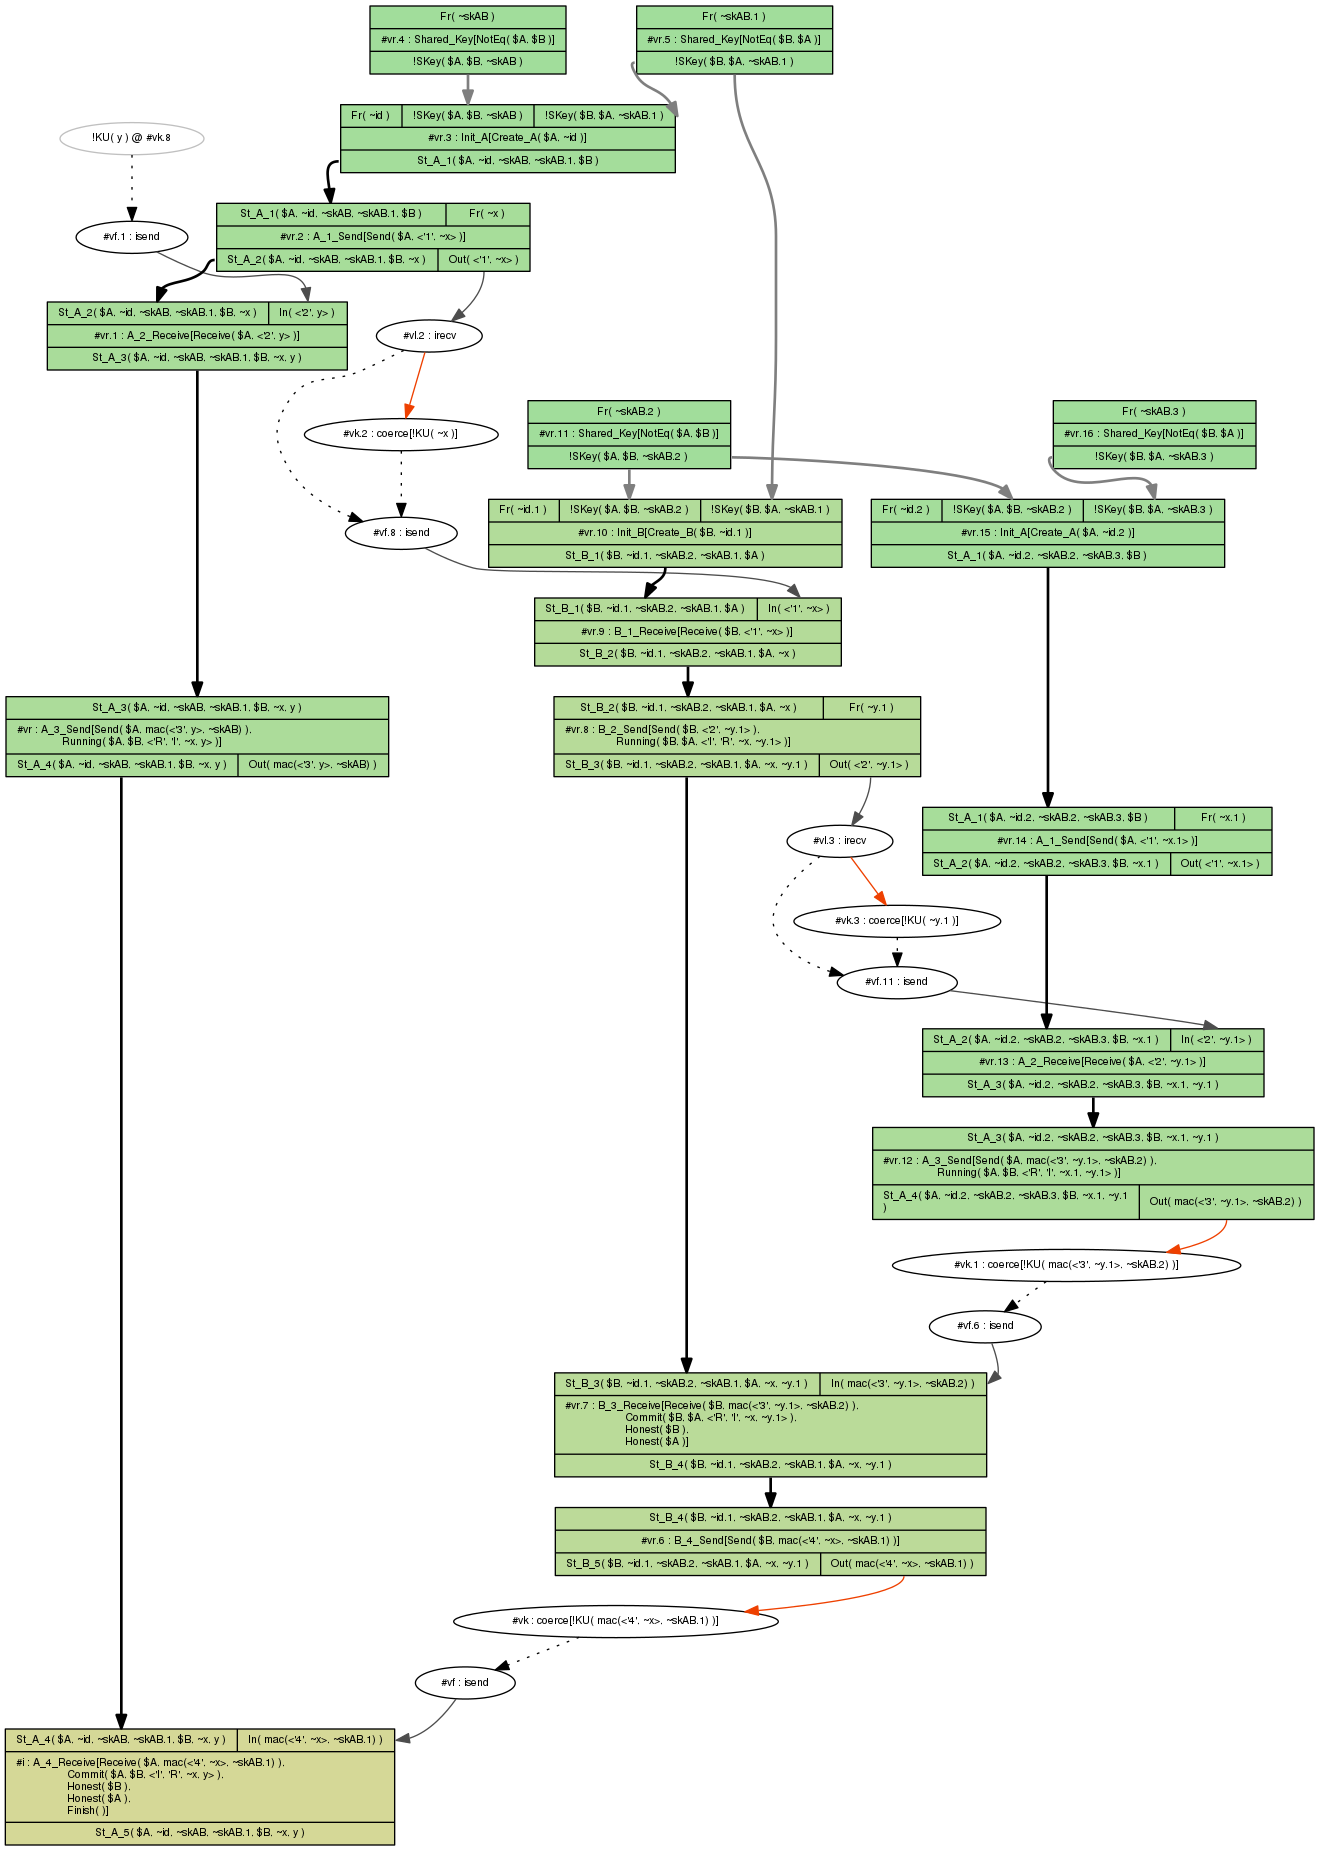 Fr( ~skAB )
#vr.4 : Shared_Key[NotEq( $A, $B )]
!SKey( $A, $B, ~skAB )
Fr( ~skAB.1 )
#vr.5 : Shared_Key[NotEq( $B, $A )]
!SKey( $B, $A, ~skAB.1 )
Fr( ~id ) !SKey( $A, $B, ~skAB ) !SKey( $B, $A, ~skAB.1 )
#vr.3 : Init_A[Create_A( $A, ~id )]
St_A_1( $A, ~id, ~skAB, ~skAB.1, $B )
!KU( y ) @ #vk.8
#vf.1 : isend
St_A_1( $A, ~id, ~skAB, ~skAB.1, $B ) Fr( ~x )
#vr.2 : A_1_Send[Send( $A, <'1', ~x> )]
St_A_2( $A, ~id, ~skAB, ~skAB.1, $B, ~x ) Out( <'1', ~x> )
St_A_2( $A, ~id, ~skAB, ~skAB.1, $B, ~x ) In( <'2', y> )
#vr.1 : A_2_Receive[Receive( $A, <'2', y> )]
St_A_3( $A, ~id, ~skAB, ~skAB.1, $B, ~x, y )
#vl.2 : irecv
#vk.2 : coerce[!KU( ~x )]
#vf.8 : isend
Fr( ~skAB.2 )
#vr.11 : Shared_Key[NotEq( $A, $B )]
!SKey( $A, $B, ~skAB.2 )
Fr( ~skAB.3 )
#vr.16 : Shared_Key[NotEq( $B, $A )]
!SKey( $B, $A, ~skAB.3 )
Fr( ~id.1 ) !SKey( $A, $B, ~skAB.2 ) !SKey( $B, $A, ~skAB.1 )
#vr.10 : Init_B[Create_B( $B, ~id.1 )]
St_B_1( $B, ~id.1, ~skAB.2, ~skAB.1, $A )
Fr( ~id.2 ) !SKey( $A, $B, ~skAB.2 ) !SKey( $B, $A, ~skAB.3 )
#vr.15 : Init_A[Create_A( $A, ~id.2 )]
St_A_1( $A, ~id.2, ~skAB.2, ~skAB.3, $B )
St_B_1( $B, ~id.1, ~skAB.2, ~skAB.1, $A ) In( <'1', ~x> )
#vr.9 : B_1_Receive[Receive( $B, <'1', ~x> )]
St_B_2( $B, ~id.1, ~skAB.2, ~skAB.1, $A, ~x )
St_A_3( $A, ~id, ~skAB, ~skAB.1, $B, ~x, y )
#vr : A_3_Send[Send( $A, mac(<'3', y>, ~skAB) ),
Running( $A, $B, <'R', 'I', ~x, y> )]
St_A_4( $A, ~id, ~skAB, ~skAB.1, $B, ~x, y ) Out( mac(<'3', y>, ~skAB) )
St_B_2( $B, ~id.1, ~skAB.2, ~skAB.1, $A, ~x ) Fr( ~y.1 )
#vr.8 : B_2_Send[Send( $B, <'2', ~y.1> ),
Running( $B, $A, <'I', 'R', ~x, ~y.1> )]
St_B_3( $B, ~id.1, ~skAB.2, ~skAB.1, $A, ~x, ~y.1 ) Out( <'2', ~y.1> )
#vl.3 : irecv
St_A_1( $A, ~id.2, ~skAB.2, ~skAB.3, $B ) Fr( ~x.1 )
#vr.14 : A_1_Send[Send( $A, <'1', ~x.1> )]
St_A_2( $A, ~id.2, ~skAB.2, ~skAB.3, $B, ~x.1 ) Out( <'1', ~x.1> )
#vk.3 : coerce[!KU( ~y.1 )]
#vf.11 : isend
St_A_2( $A, ~id.2, ~skAB.2, ~skAB.3, $B, ~x.1 ) In( <'2', ~y.1> )
#vr.13 : A_2_Receive[Receive( $A, <'2', ~y.1> )]
St_A_3( $A, ~id.2, ~skAB.2, ~skAB.3, $B, ~x.1, ~y.1 )
St_A_3( $A, ~id.2, ~skAB.2, ~skAB.3, $B, ~x.1, ~y.1 )
#vr.12 : A_3_Send[Send( $A, mac(<'3', ~y.1>, ~skAB.2) ),
Running( $A, $B, <'R', 'I', ~x.1, ~y.1> )]
St_A_4( $A, ~id.2, ~skAB.2, ~skAB.3, $B, ~x.1, ~y.1
) Out( mac(<'3', ~y.1>, ~skAB.2) )
#vk.1 : coerce[!KU( mac(<'3', ~y.1>, ~skAB.2) )]
#vf.6 : isend
St_B_3( $B, ~id.1, ~skAB.2, ~skAB.1, $A, ~x, ~y.1 ) In( mac(<'3', ~y.1>, ~skAB.2) )
#vr.7 : B_3_Receive[Receive( $B, mac(<'3', ~y.1>, ~skAB.2) ),
Commit( $B, $A, <'R', 'I', ~x, ~y.1> ),
Honest( $B ),
Honest( $A )]
St_B_4( $B, ~id.1, ~skAB.2, ~skAB.1, $A, ~x, ~y.1 )
St_B_4( $B, ~id.1, ~skAB.2, ~skAB.1, $A, ~x, ~y.1 )
#vr.6 : B_4_Send[Send( $B, mac(<'4', ~x>, ~skAB.1) )]
St_B_5( $B, ~id.1, ~skAB.2, ~skAB.1, $A, ~x, ~y.1 ) Out( mac(<'4', ~x>, ~skAB.1) )
#vk : coerce[!KU( mac(<'4', ~x>, ~skAB.1) )]
#vf : isend
St_A_4( $A, ~id, ~skAB, ~skAB.1, $B, ~x, y ) In( mac(<'4', ~x>, ~skAB.1) )
#i : A_4_Receive[Receive( $A, mac(<'4', ~x>, ~skAB.1) ),
Commit( $A, $B, <'I', 'R', ~x, y> ),
Honest( $B ),
Honest( $A ),
Finish( )]
St_A_5( $A, ~id, ~skAB, ~skAB.1, $B, ~x, y )